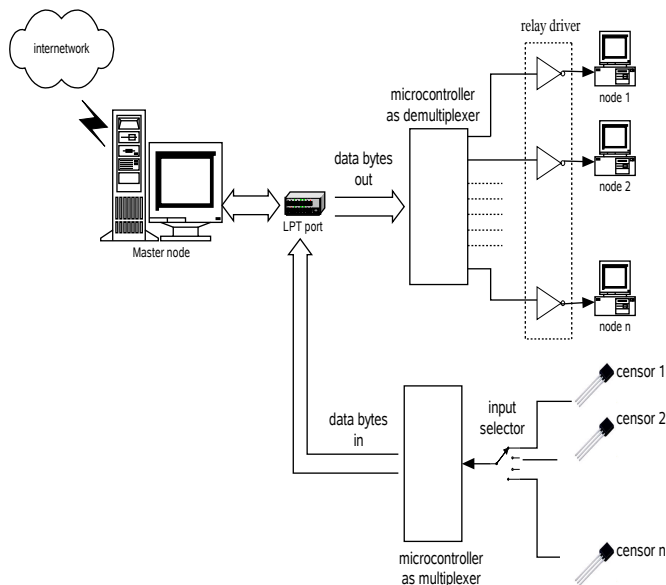 internetwork
Master node
LPT port
data bytes
out
microcontroller
as demultiplexer
relay driver
node 1
node 2
node n
data bytes
in
microcontroller
as multiplexer
input
selector
censor 1
censor 2
censor n